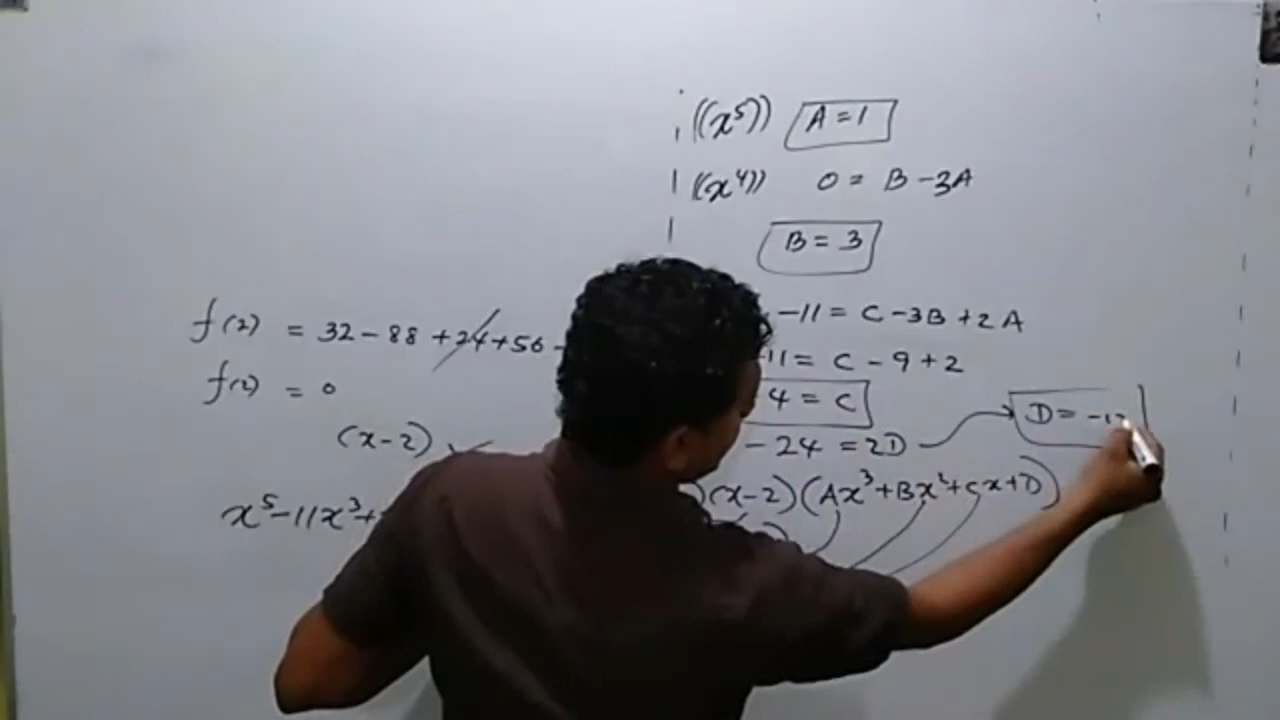 ((x⁵)) A = 1
((x⁴)) 0 = B - 3A
B = 3
f(2) = 32 - 88 + 24 + 56 -
f(2) = 0
(x-2)
x⁵ - 11x³ +
-11 = C - 3B + 2A
11 = C - 9 + 2
4 = C
- 24 = 2D
D = -12
)(x-2)(Ax³+Bx²+Cx+D)